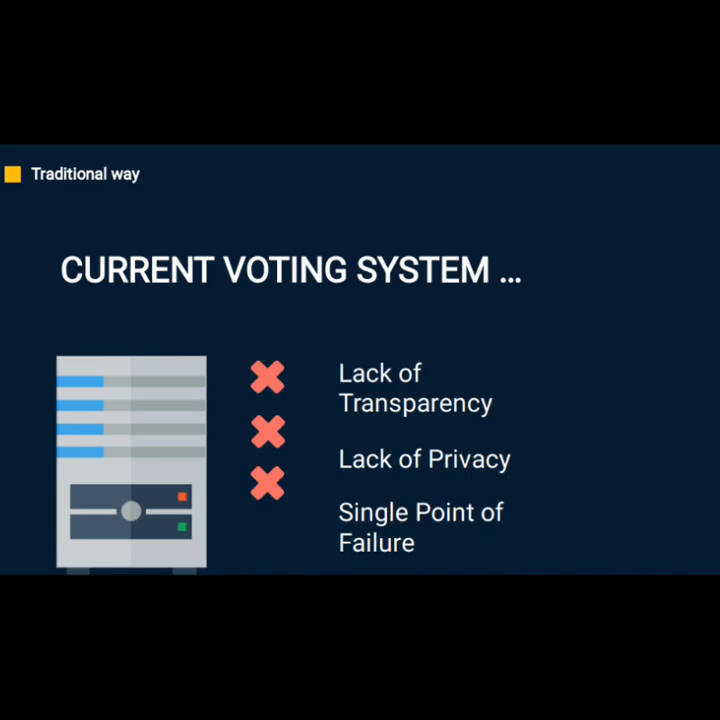 Traditional way
CURRENT VOTING SYSTEM ...
Lack of
Transparency
Lack of Privacy
Single Point of
Failure